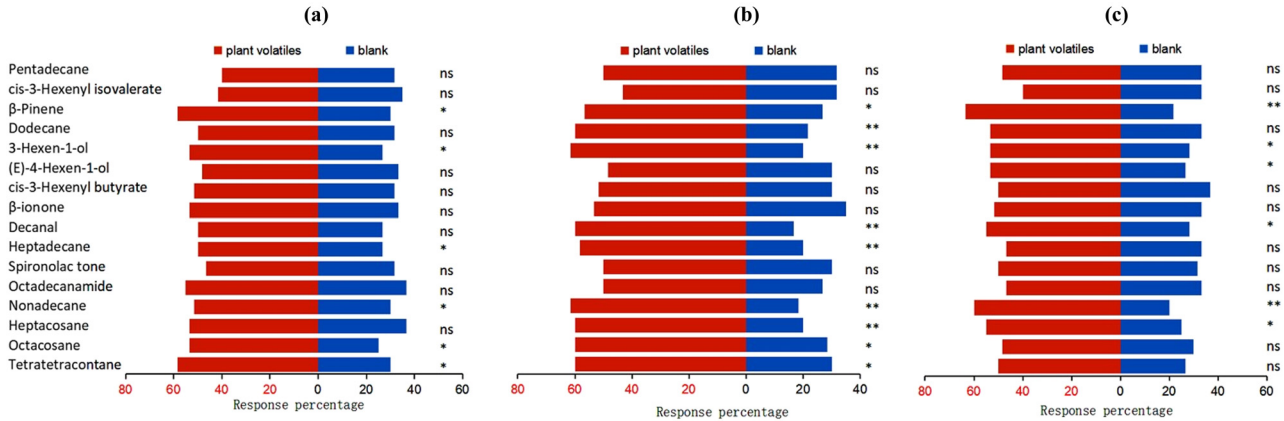 (a)
(b)
(c)
plant volatiles blank
plant volatiles blank
plant volatiles blank
Pentadecane ns ns ns
cis-3-Hexenyl isovalerate ns ns ns
β-Pinene * * **
Dodecane ns ** ns
3-Hexen-1-ol * ** *
(E)-4-Hexen-1-ol ns ns *
cis-3-Hexenyl butyrate ns ns ns
β-ionone ns ns ns
Decanal ns ** *
Heptadecane * ** ns
Spironolac tone ns ns ns
Octadecanamide ns ns ns
Nonadecane * ** **
Heptacosane ns ** *
Octacosane * * ns
Tetratetracontane * * ns
80 60 40 20 0 20 40 60
80 60 40 20 0 20 40
80 60 40 20 0 20 40 60
Response percentage
Response percentage
Response percentage